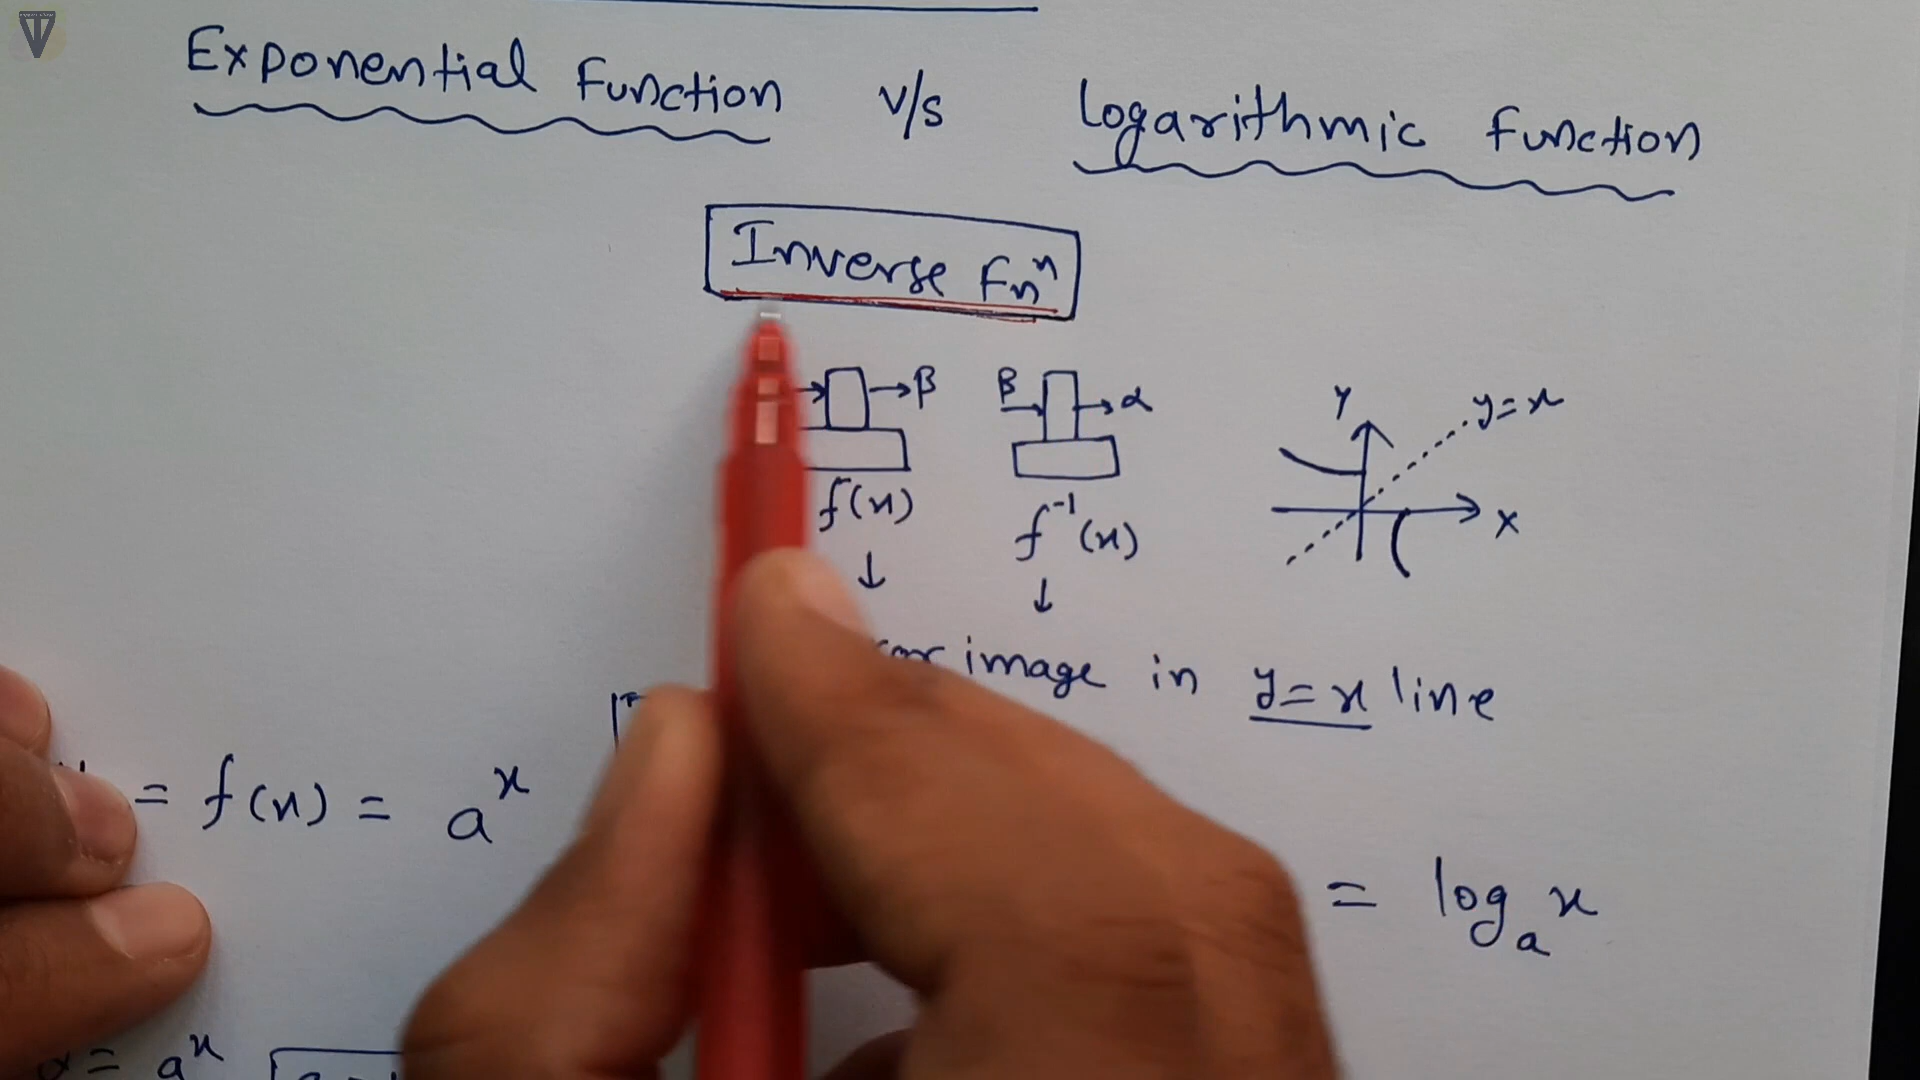 Exponential Function v/s Logarithmic Function
Inverse Fnⁿ
β β α
f(x) f⁻¹(x)
Y y=x
X
image in y=x line
= f(x) = aˣ
= logₐx
= aˣ